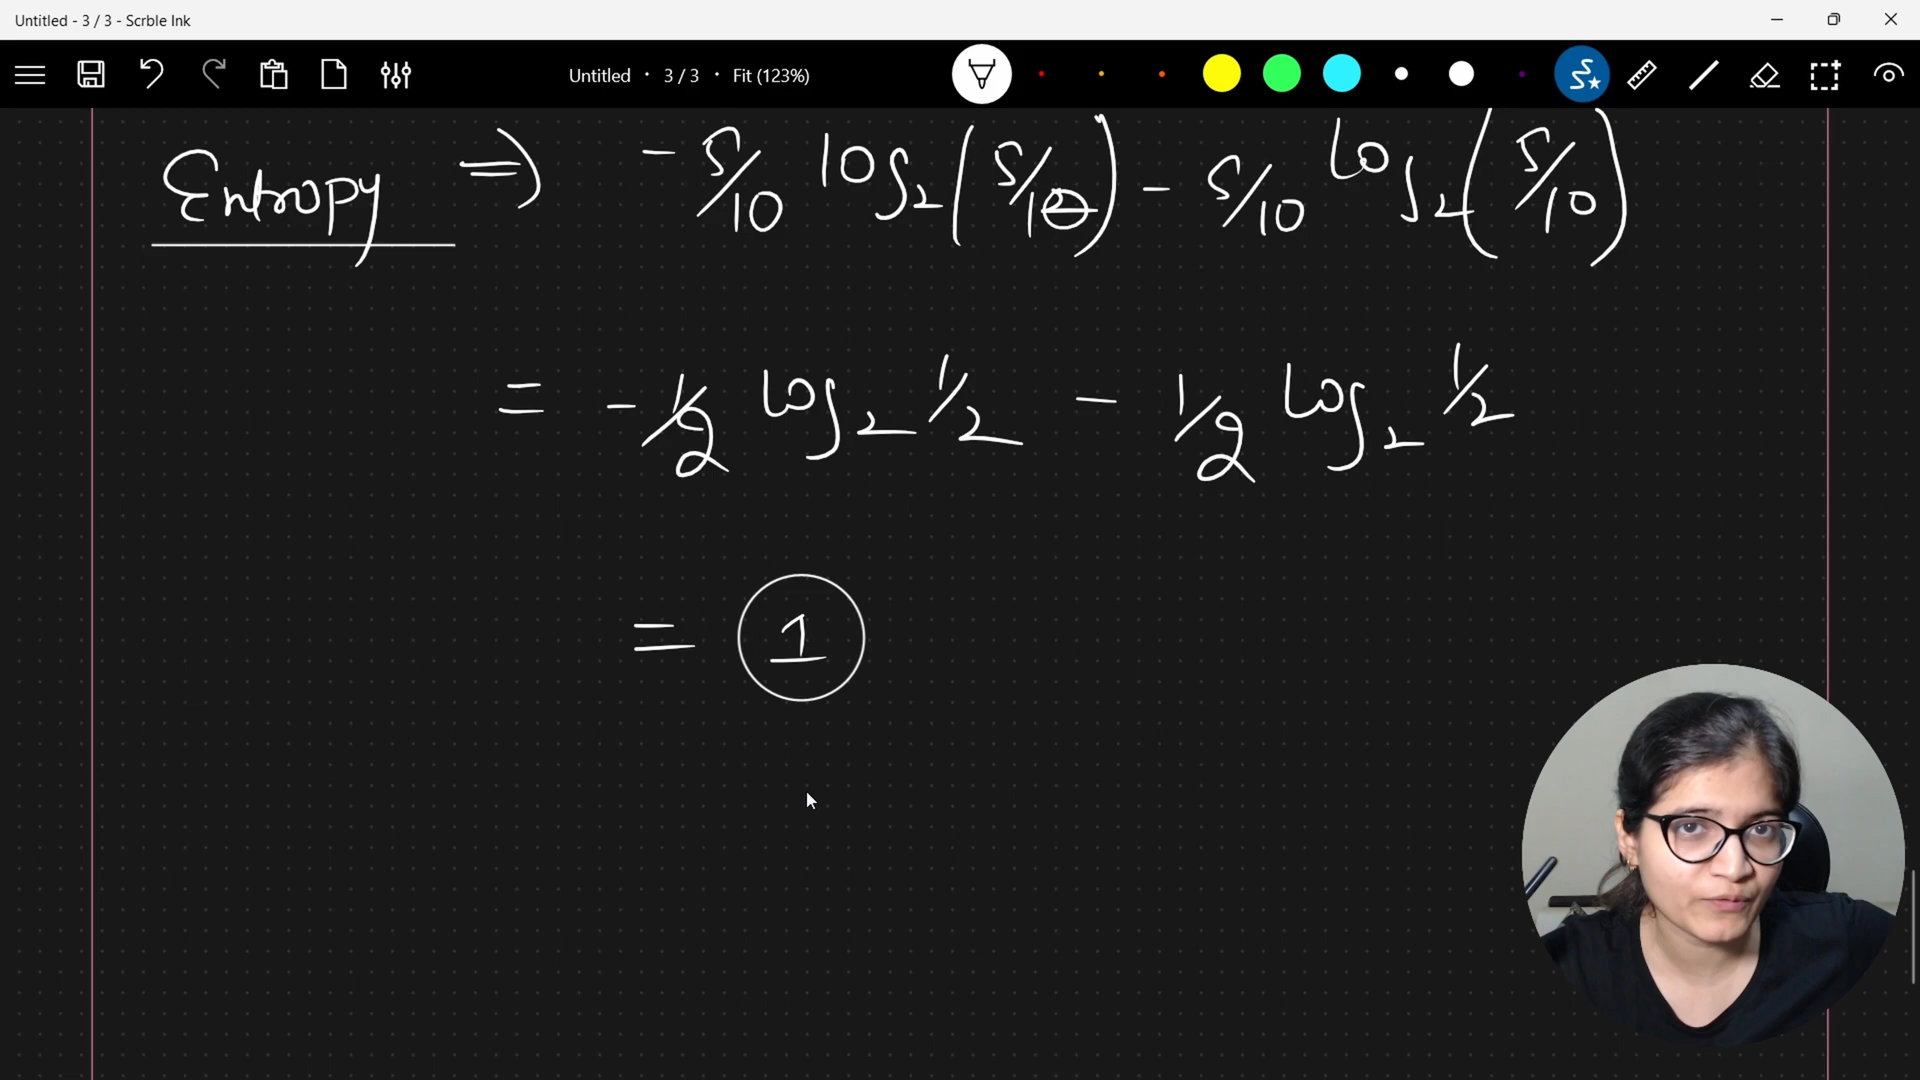 Untitled - 3 / 3 - Scrble Ink
Untitled • 3 / 3 • Fit (123%)
Entropy ⇒ - 5/10 log₂(5/10) - 5/10 log₂(5/10)
= - 1/2 log₂ 1/2 - 1/2 log₂ 1/2
= 1